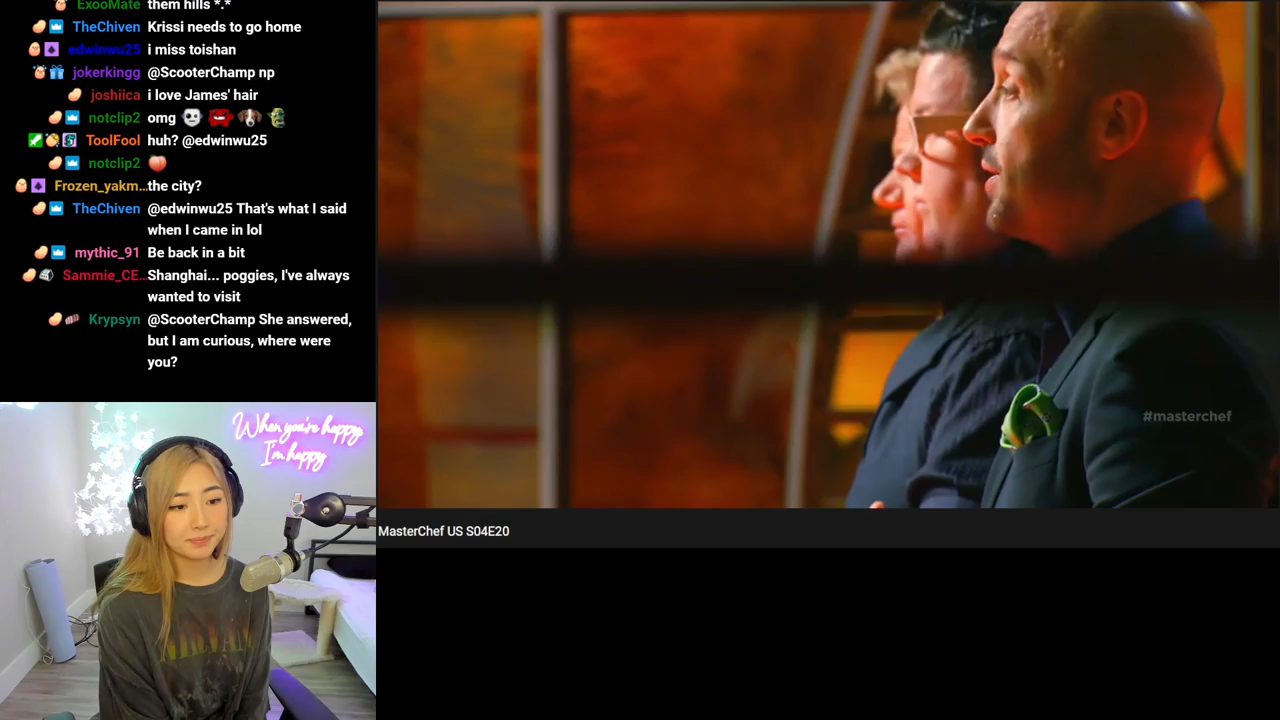 ExooMate them hills *.*
TheChiven Krissi needs to go home
edwinwu25 i miss toishan
jokerkingg @ScooterChamp np
joshiica i love James' hair
notclip2 omg
ToolFool huh? @edwinwu25
notclip2
Frozen_yakm… the city?
TheChiven @edwinwu25 That's what I said
when I came in lol
mythic_91 Be back in a bit
Sammie_CE… Shanghai... poggies, I've always
wanted to visit
Krypsyn @ScooterChamp She answered,
but I am curious, where were
you?
#masterchef
MasterChef US S04E20
When you're happy
I'm happy
NIRVANA